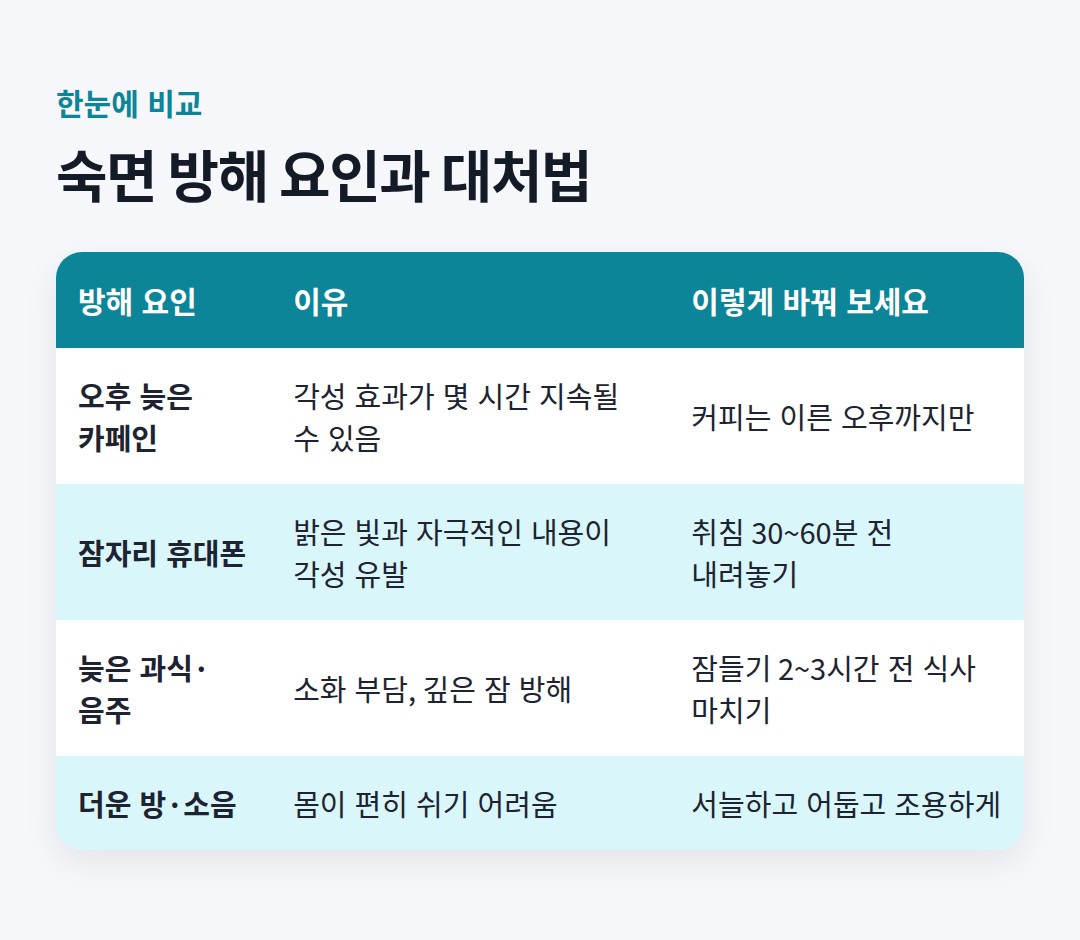 한눈에 비교
숙면 방해 요인과 대처법
방해 요인 이유 이렇게 바꿔 보세요
오후 늦은
카페인
각성 효과가 몇 시간 지속될
수 있음
커피는 이른 오후까지만
잠자리 휴대폰
밝은 빛과 자극적인 내용이
각성 유발
취침 30~60분 전
내려놓기
늦은 과식·
음주
소화 부담, 깊은 잠 방해
잠들기 2~3시간 전 식사
마치기
더운 방·소음
몸이 편히 쉬기 어려움
서늘하고 어둡고 조용하게